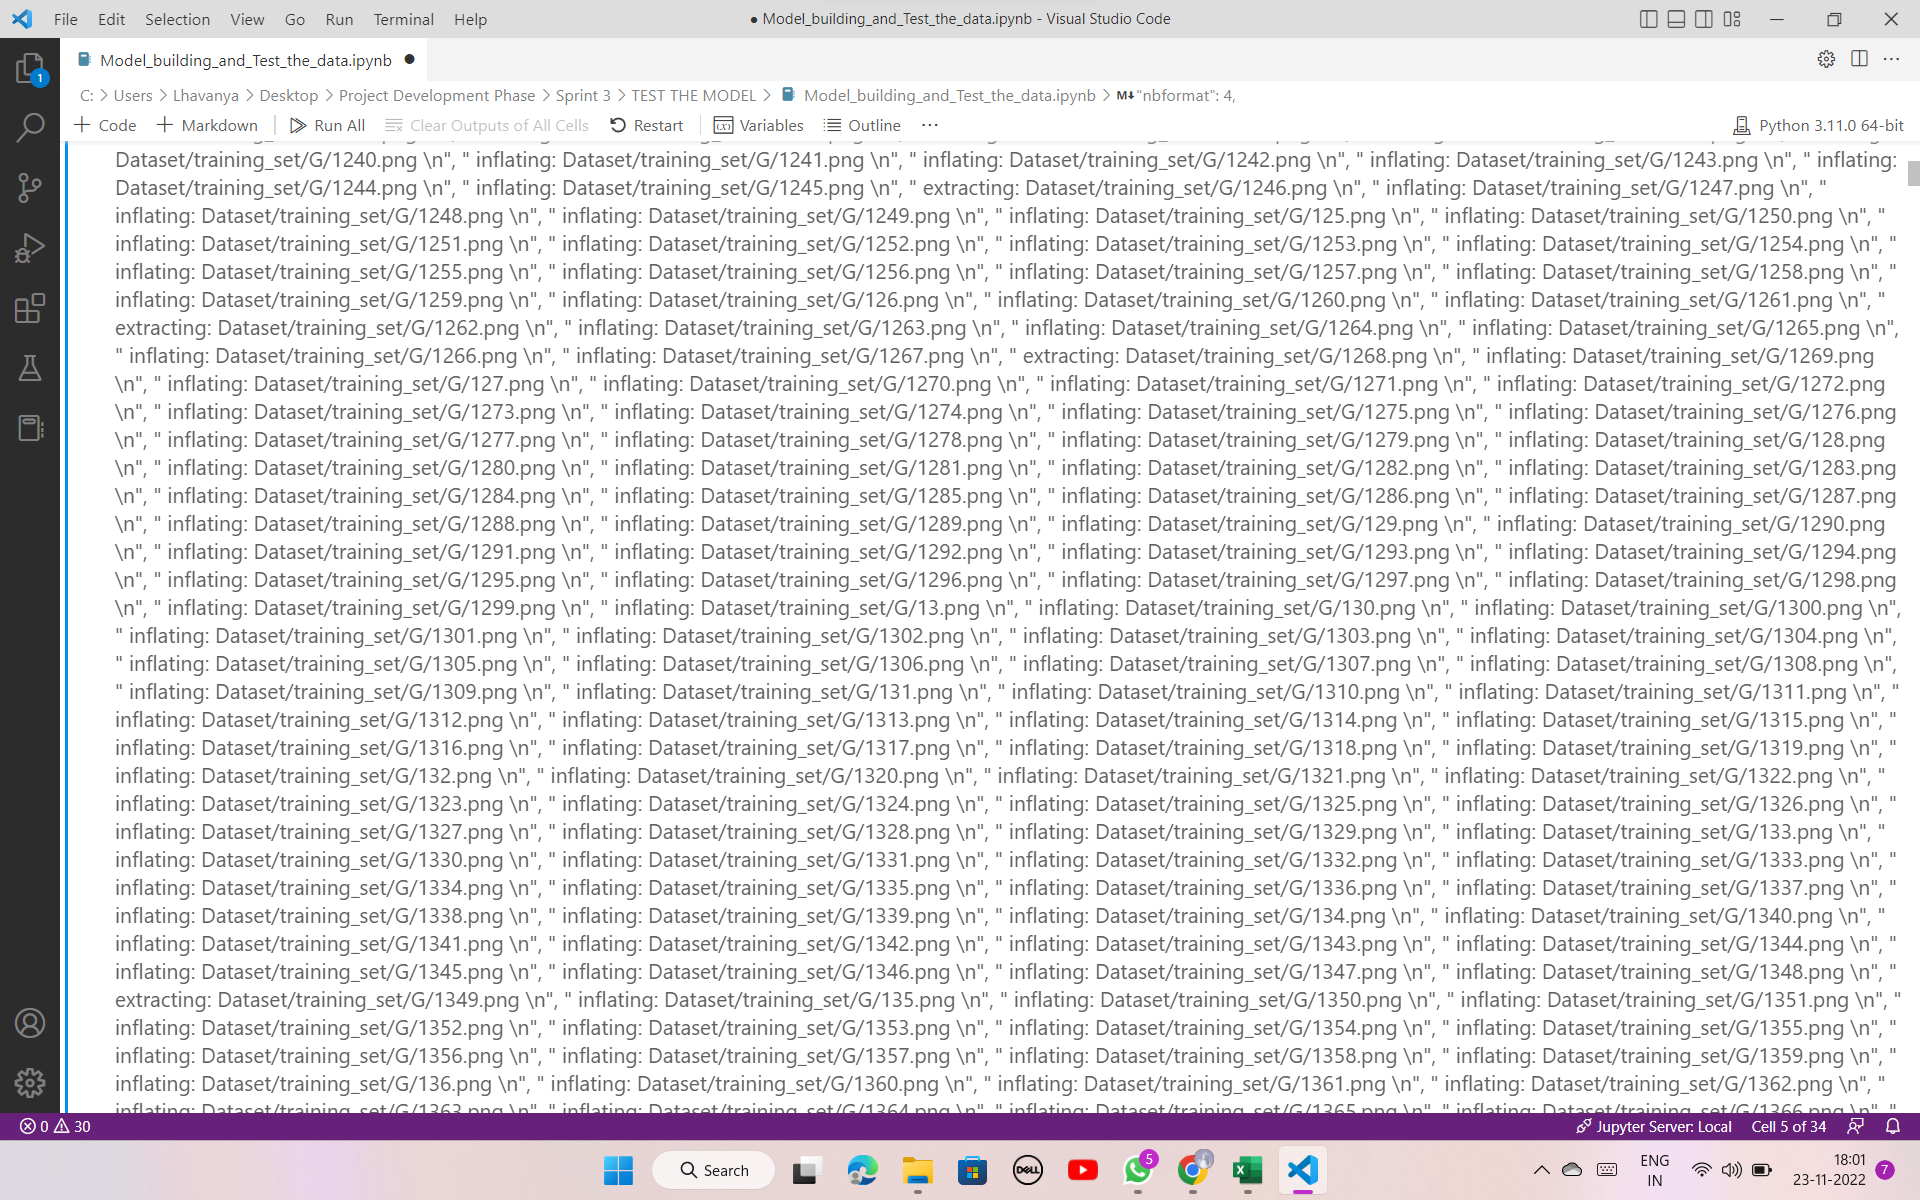 File Edit Selection View Go Run Terminal Help
● Model_building_and_Test_the_data.ipynb - Visual Studio Code
Model_building_and_Test_the_data.ipynb ●
1
C: > Users > Lhavanya > Desktop > Project Development Phase > Sprint 3 > TEST THE MODEL > Model_building_and_Test_the_data.ipynb > M↓"nbformat": 4,
+ Code + Markdown Run All Clear Outputs of All Cells Restart Variables Outline ... Python 3.11.0 64-bit
Dataset/training_set/G/1240.png \n", " inflating: Dataset/training_set/G/1241.png \n", " inflating: Dataset/training_set/G/1242.png \n", " inflating: Dataset/training_set/G/1243.png \n", " inflating:
Dataset/training_set/G/1244.png \n", " inflating: Dataset/training_set/G/1245.png \n", " extracting: Dataset/training_set/G/1246.png \n", " inflating: Dataset/training_set/G/1247.png \n", "
inflating: Dataset/training_set/G/1248.png \n", " inflating: Dataset/training_set/G/1249.png \n", " inflating: Dataset/training_set/G/125.png \n", " inflating: Dataset/training_set/G/1250.png \n", "
inflating: Dataset/training_set/G/1251.png \n", " inflating: Dataset/training_set/G/1252.png \n", " inflating: Dataset/training_set/G/1253.png \n", " inflating: Dataset/training_set/G/1254.png \n", "
inflating: Dataset/training_set/G/1255.png \n", " inflating: Dataset/training_set/G/1256.png \n", " inflating: Dataset/training_set/G/1257.png \n", " inflating: Dataset/training_set/G/1258.png \n", "
inflating: Dataset/training_set/G/1259.png \n", " inflating: Dataset/training_set/G/126.png \n", " inflating: Dataset/training_set/G/1260.png \n", " inflating: Dataset/training_set/G/1261.png \n", "
extracting: Dataset/training_set/G/1262.png \n", " inflating: Dataset/training_set/G/1263.png \n", " inflating: Dataset/training_set/G/1264.png \n", " inflating: Dataset/training_set/G/1265.png \n",
" inflating: Dataset/training_set/G/1266.png \n", " inflating: Dataset/training_set/G/1267.png \n", " extracting: Dataset/training_set/G/1268.png \n", " inflating: Dataset/training_set/G/1269.png
\n", " inflating: Dataset/training_set/G/127.png \n", " inflating: Dataset/training_set/G/1270.png \n", " inflating: Dataset/training_set/G/1271.png \n", " inflating: Dataset/training_set/G/1272.png
\n", " inflating: Dataset/training_set/G/1273.png \n", " inflating: Dataset/training_set/G/1274.png \n", " inflating: Dataset/training_set/G/1275.png \n", " inflating: Dataset/training_set/G/1276.png
\n", " inflating: Dataset/training_set/G/1277.png \n", " inflating: Dataset/training_set/G/1278.png \n", " inflating: Dataset/training_set/G/1279.png \n", " inflating: Dataset/training_set/G/128.png
\n", " inflating: Dataset/training_set/G/1280.png \n", " inflating: Dataset/training_set/G/1281.png \n", " inflating: Dataset/training_set/G/1282.png \n", " inflating: Dataset/training_set/G/1283.png
\n", " inflating: Dataset/training_set/G/1284.png \n", " inflating: Dataset/training_set/G/1285.png \n", " inflating: Dataset/training_set/G/1286.png \n", " inflating: Dataset/training_set/G/1287.png
\n", " inflating: Dataset/training_set/G/1288.png \n", " inflating: Dataset/training_set/G/1289.png \n", " inflating: Dataset/training_set/G/129.png \n", " inflating: Dataset/training_set/G/1290.png
\n", " inflating: Dataset/training_set/G/1291.png \n", " inflating: Dataset/training_set/G/1292.png \n", " inflating: Dataset/training_set/G/1293.png \n", " inflating: Dataset/training_set/G/1294.png
\n", " inflating: Dataset/training_set/G/1295.png \n", " inflating: Dataset/training_set/G/1296.png \n", " inflating: Dataset/training_set/G/1297.png \n", " inflating: Dataset/training_set/G/1298.png
\n", " inflating: Dataset/training_set/G/1299.png \n", " inflating: Dataset/training_set/G/13.png \n", " inflating: Dataset/training_set/G/130.png \n", " inflating: Dataset/training_set/G/1300.png \n",
" inflating: Dataset/training_set/G/1301.png \n", " inflating: Dataset/training_set/G/1302.png \n", " inflating: Dataset/training_set/G/1303.png \n", " inflating: Dataset/training_set/G/1304.png \n",
" inflating: Dataset/training_set/G/1305.png \n", " inflating: Dataset/training_set/G/1306.png \n", " inflating: Dataset/training_set/G/1307.png \n", " inflating: Dataset/training_set/G/1308.png \n",
" inflating: Dataset/training_set/G/1309.png \n", " inflating: Dataset/training_set/G/131.png \n", " inflating: Dataset/training_set/G/1310.png \n", " inflating: Dataset/training_set/G/1311.png \n", "
inflating: Dataset/training_set/G/1312.png \n", " inflating: Dataset/training_set/G/1313.png \n", " inflating: Dataset/training_set/G/1314.png \n", " inflating: Dataset/training_set/G/1315.png \n", "
inflating: Dataset/training_set/G/1316.png \n", " inflating: Dataset/training_set/G/1317.png \n", " inflating: Dataset/training_set/G/1318.png \n", " inflating: Dataset/training_set/G/1319.png \n", "
inflating: Dataset/training_set/G/132.png \n", " inflating: Dataset/training_set/G/1320.png \n", " inflating: Dataset/training_set/G/1321.png \n", " inflating: Dataset/training_set/G/1322.png \n", "
inflating: Dataset/training_set/G/1323.png \n", " inflating: Dataset/training_set/G/1324.png \n", " inflating: Dataset/training_set/G/1325.png \n", " inflating: Dataset/training_set/G/1326.png \n", "
inflating: Dataset/training_set/G/1327.png \n", " inflating: Dataset/training_set/G/1328.png \n", " inflating: Dataset/training_set/G/1329.png \n", " inflating: Dataset/training_set/G/133.png \n", "
inflating: Dataset/training_set/G/1330.png \n", " inflating: Dataset/training_set/G/1331.png \n", " inflating: Dataset/training_set/G/1332.png \n", " inflating: Dataset/training_set/G/1333.png \n", "
inflating: Dataset/training_set/G/1334.png \n", " inflating: Dataset/training_set/G/1335.png \n", " inflating: Dataset/training_set/G/1336.png \n", " inflating: Dataset/training_set/G/1337.png \n", "
inflating: Dataset/training_set/G/1338.png \n", " inflating: Dataset/training_set/G/1339.png \n", " inflating: Dataset/training_set/G/134.png \n", " inflating: Dataset/training_set/G/1340.png \n", "
inflating: Dataset/training_set/G/1341.png \n", " inflating: Dataset/training_set/G/1342.png \n", " inflating: Dataset/training_set/G/1343.png \n", " inflating: Dataset/training_set/G/1344.png \n", "
inflating: Dataset/training_set/G/1345.png \n", " inflating: Dataset/training_set/G/1346.png \n", " inflating: Dataset/training_set/G/1347.png \n", " inflating: Dataset/training_set/G/1348.png \n", "
extracting: Dataset/training_set/G/1349.png \n", " inflating: Dataset/training_set/G/135.png \n", " inflating: Dataset/training_set/G/1350.png \n", " inflating: Dataset/training_set/G/1351.png \n", "
inflating: Dataset/training_set/G/1352.png \n", " inflating: Dataset/training_set/G/1353.png \n", " inflating: Dataset/training_set/G/1354.png \n", " inflating: Dataset/training_set/G/1355.png \n", "
inflating: Dataset/training_set/G/1356.png \n", " inflating: Dataset/training_set/G/1357.png \n", " inflating: Dataset/training_set/G/1358.png \n", " inflating: Dataset/training_set/G/1359.png \n", "
inflating: Dataset/training_set/G/136.png \n", " inflating: Dataset/training_set/G/1360.png \n", " inflating: Dataset/training_set/G/1361.png \n", " inflating: Dataset/training_set/G/1362.png \n", "
inflating: Dataset/training_set/G/1363.png \n", " inflating: Dataset/training_set/G/1364.png \n", " inflating: Dataset/training_set/G/1365.png \n", " inflating: Dataset/training_set/G/1366.png \n", "
0 30 Jupyter Server: Local Cell 5 of 34
Search DELL 5 ENG IN 18:01 23-11-2022 7